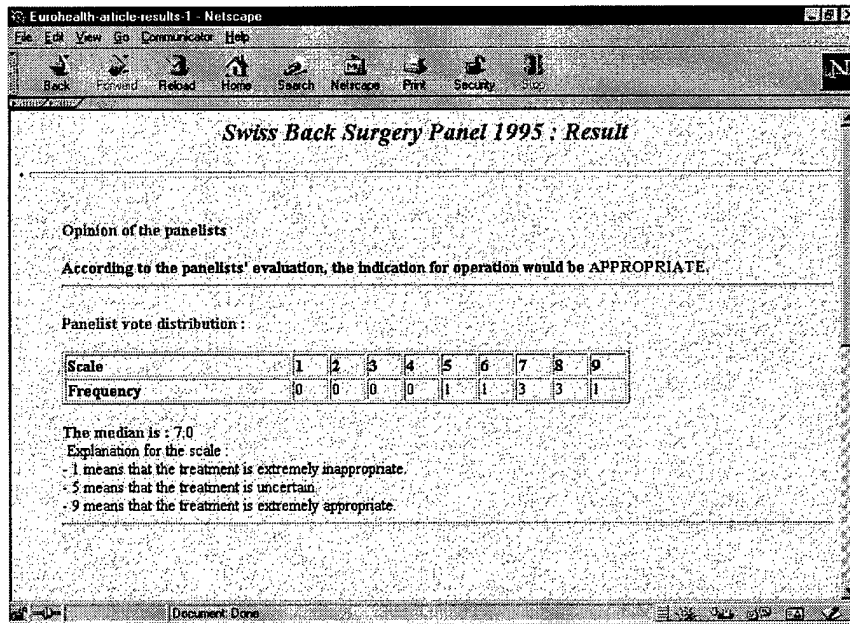 Eurohealth-article-results-1 - Netscape
File Edit View Go Communicator Help
Back Forward Reload Home Search Netscape Print Security Stop
Swiss Back Surgery Panel 1995 : Result
Opinion of the panelists
According to the panelists' evaluation, the indication for operation would be APPROPRIATE.
Panelist vote distribution :
Scale 1 2 3 4 5 6 7 8 9
Frequency 0 0 0 0 1 1 3 3 1
The median is : 7.0
Explanation for the scale :
- 1 means that the treatment is extremely inappropriate.
- 5 means that the treatment is uncertain
- 9 means that the treatment is extremely appropriate.
Document: Done